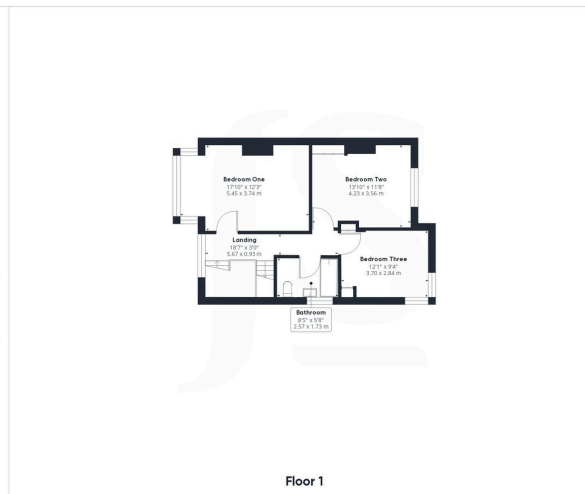 Bedroom One
17'10" x 12'3"
5.45 x 3.74 m
Bedroom Two
13'10" x 11'8"
4.23 x 3.56 m
Landing
18'7" x 3'0"
5.67 x 0.93 m
Bedroom Three
12'1" x 9'4"
3.70 x 2.84 m
Bathroom
8'5" x 5'8"
2.57 x 1.73 m
Floor 1